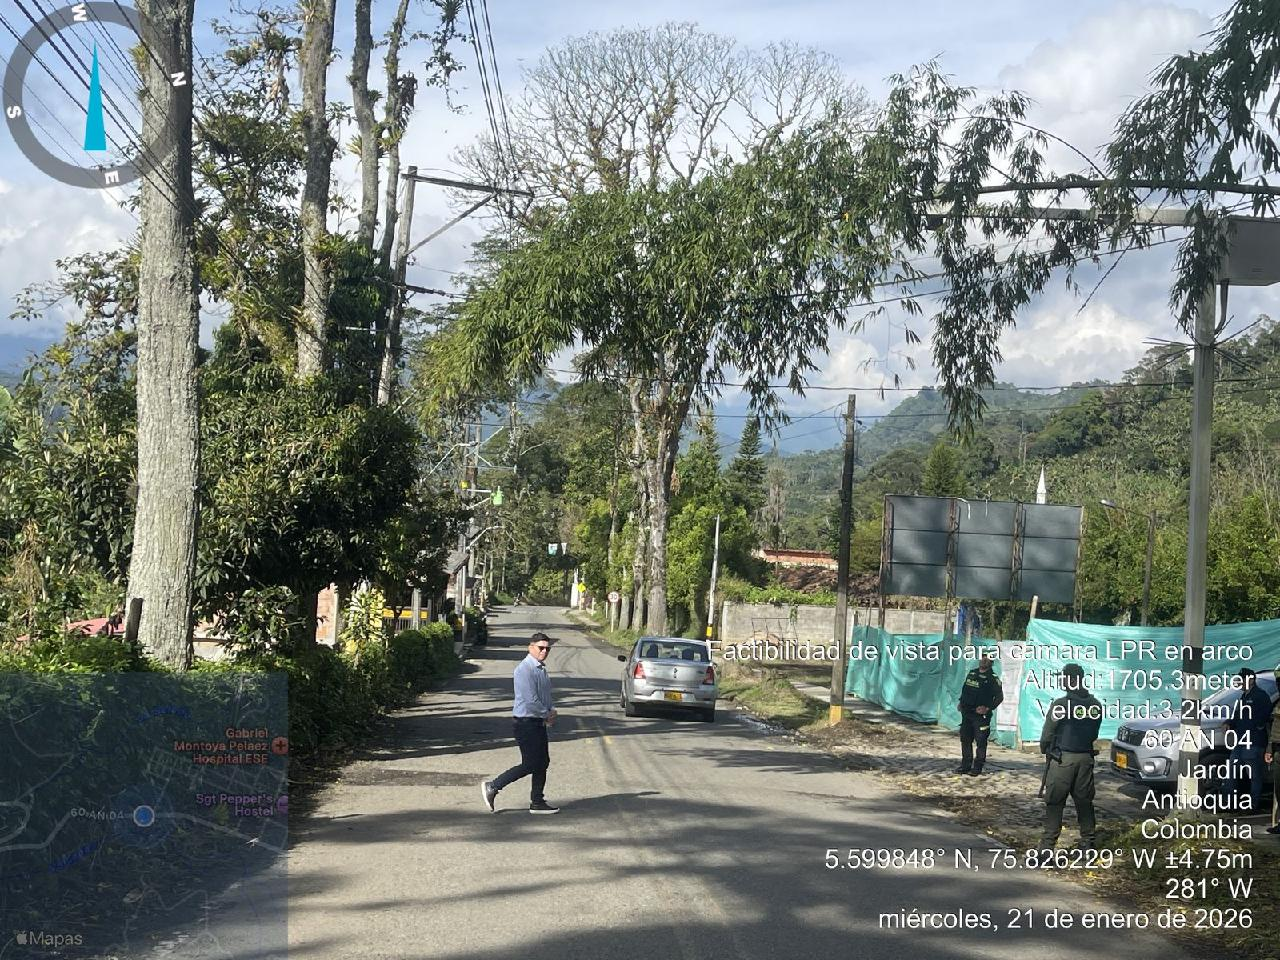 W
N
S
E
Factibilidad de vista para cámara LPR en arco
Altitud:1705.3meter
Velocidad:3.2km/h
60 AN 04
Jardín
Antioquia
Colombia
5.599848° N, 75.826229° W ±4.75m
281° W
miércoles, 21 de enero de 2026
Gabriel
Montoya Pelaez
Hospital ESE
Sgt Pepper's
Hostel
60 AN 04
Mapas